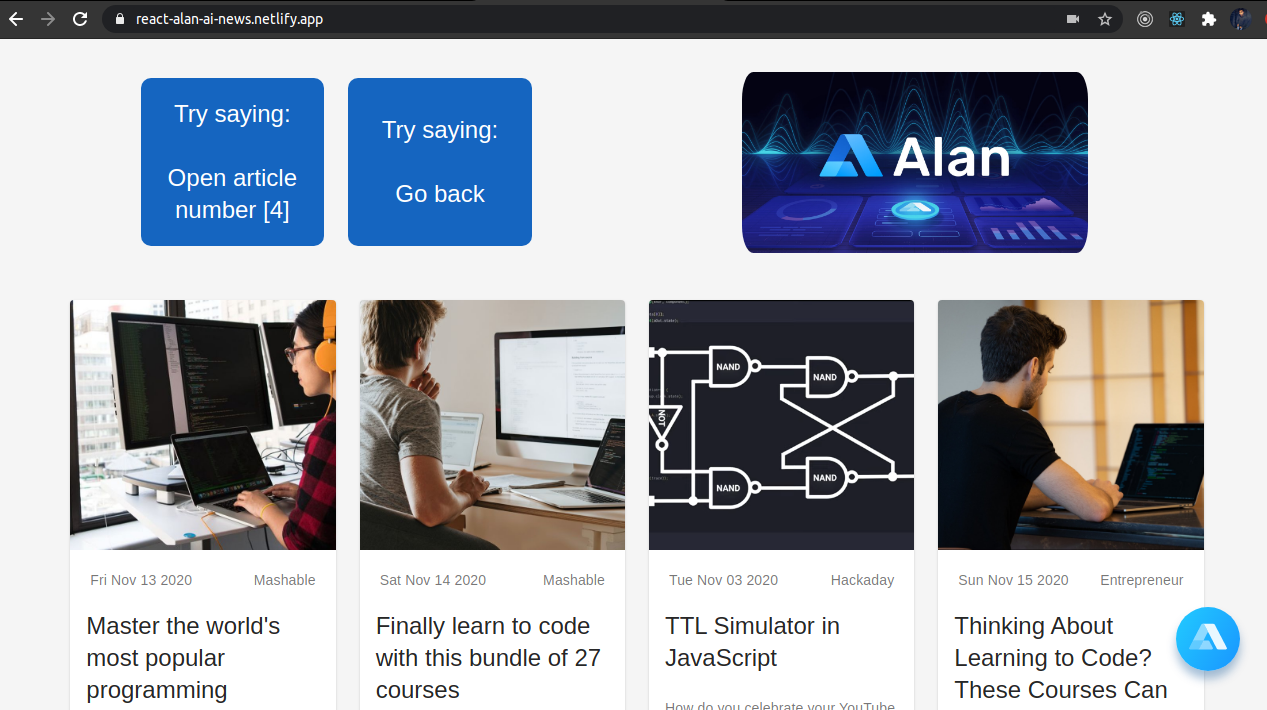 react-alan-ai-news.netlify.app
Try saying:
Open article
number [4]
Try saying:
Go back
Alan
NAND
NAND
NOT
NAND
NAND
Fri Nov 13 2020
Mashable
Master the world's
most popular
programming
Sat Nov 14 2020
Mashable
Finally learn to code
with this bundle of 27
courses
Tue Nov 03 2020
Hackaday
TTL Simulator in
JavaScript
How do you celebrate your YouTube
Sun Nov 15 2020
Entrepreneur
Thinking About
Learning to Code?
These Courses Can